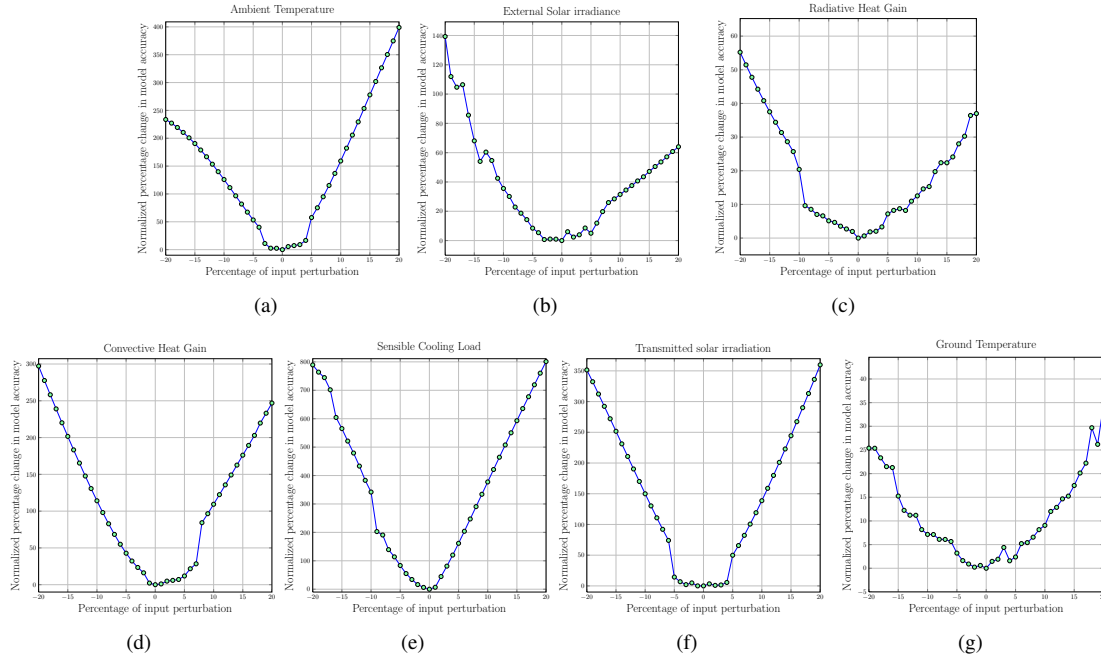 Ambient Temperature
Normalized percentage change in model accuracy
400
350
300
250
200
150
100
50
0
−20 −15 −10 −5 0 5 10 15 20
Percentage of input perturbation
(a)
External Solar irradiance
Normalized percentage change in model accuracy
140
120
100
80
60
40
20
0
−20 −15 −10 −5 0 5 10 15 20
Percentage of input perturbation
(b)
Radiative Heat Gain
Normalized percentage change in model accuracy
60
50
40
30
20
10
0
−20 −15 −10 −5 0 5 10 15 20
Percentage of input perturbation
(c)
Convective Heat Gain
Normalized percentage change in model accuracy
300
250
200
150
100
50
0
−20 −15 −10 −5 0 5 10 15 20
Percentage of input perturbation
(d)
Sensible Cooling Load
Normalized percentage change in model accuracy
800
700
600
500
400
300
200
100
0
−20 −15 −10 −5 0 5 10 15 20
Percentage of input perturbation
(e)
Transmitted solar irradiation
Normalized percentage change in model accuracy
350
300
250
200
150
100
50
0
−20 −15 −10 −5 0 5 10 15 20
Percentage of input perturbation
(f)
Ground Temperature
Normalized percentage change in model accuracy
40
35
30
25
20
15
10
5
0
−5
−20 −15 −10 −5 0 5 10 15 20
Percentage of input perturbation
(g)